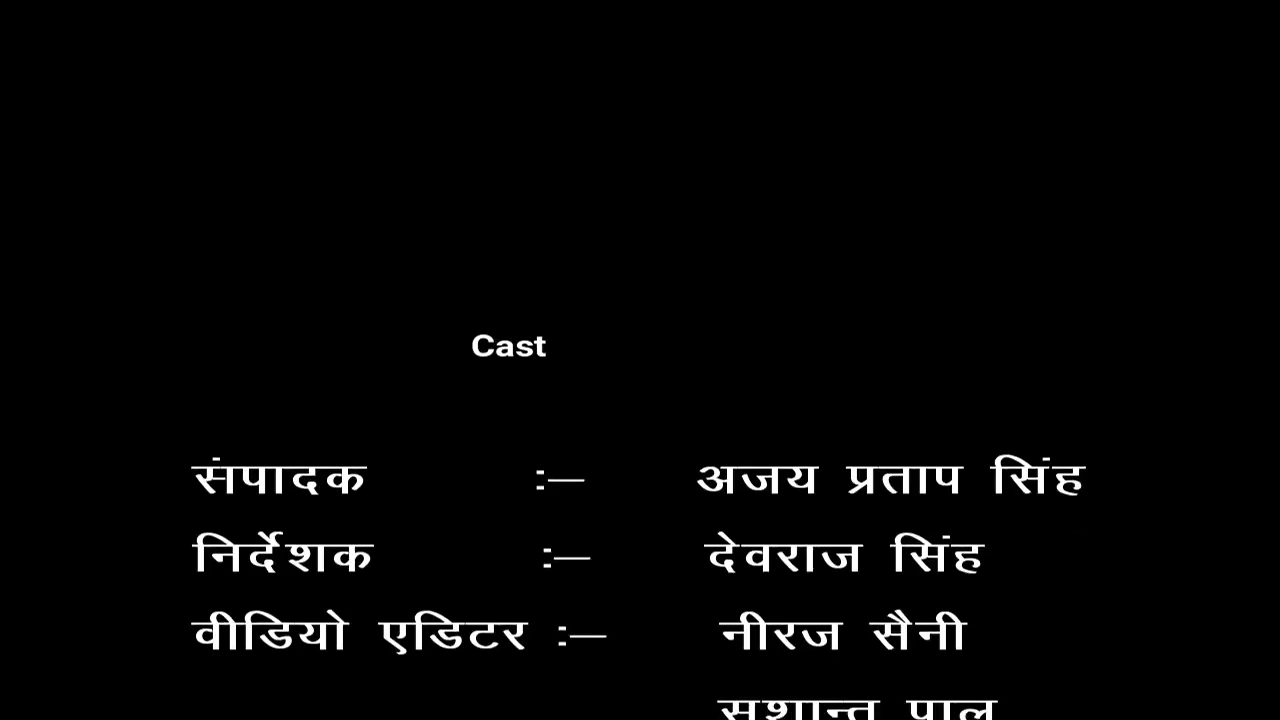 Cast
संपादक :— अजय प्रताप सिंह
निर्देशक :— देवराज सिंह
वीडियो एडिटर :— नीरज सैनी
पाल